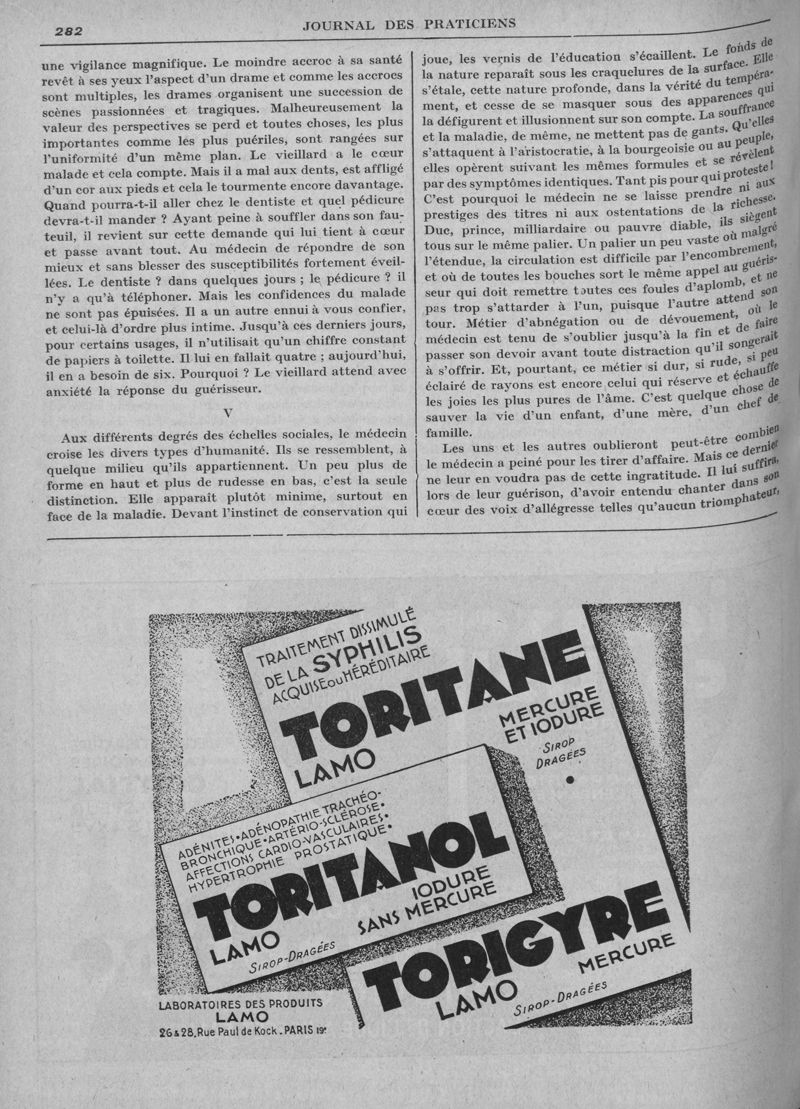 282
JOURNAL DES PRATICIENS
une vigilance magnifique. Le moindre accroc à sa santé
revêt à ses yeux l'aspect d'un drame et comme les accrocs
sont multiples, les drames organisent une succession de
scènes passionnées et tragiques. Malheureusement la
valeur des perspectives se perd et toutes choses, les plus
importantes comme les plus puériles, sont rangées sur
l'uniformité d'un même plan. Le vieillard a le cœur
malade et cela compte. Mais il a mal aux dents, est affligé
d'un cor aux pieds et cela le tourmente encore davantage.
Quand pourra-t-il aller chez le dentiste et quel pédicure
devra-t-il mander ? Ayant peine à souffler dans son fau-
teuil, il revient sur cette demande qui lui tient à cœur
et passe avant tout. Au médecin de répondre de son
mieux et sans blesser des susceptibilités fortement éveil-
lées. Le dentiste ? dans quelques jours ; le pédicure ? il
n'y a qu'à téléphoner. Mais les confidences du malade
ne sont pas épuisées. Il a un autre ennui à vous confier,
et celui-là d'ordre plus intime. Jusqu'à ces derniers jours,
pour certains usages, il n'utilisait qu'un chiffre constant
de papiers à toilette. Il lui en fallait quatre ; aujourd'hui,
il en a besoin de six. Pourquoi ? Le vieillard attend avec
anxiété la réponse du guérisseur.
V
Aux différents degrés des échelles sociales, le médecin
croise les divers types d'humanité. Ils se ressemblent, à
quelque milieu qu'ils appartiennent. Un peu plus de
forme en haut et plus de rudesse en bas, c'est la seule
distinction. Elle apparaît plutôt minime, surtout en
face de la maladie. Devant l'instinct de conservation qui
joue, les vernis de l'éducation s'écaillent. Le fonds de
la nature reparaît sous les craquelures de la surface. Elle
s'étale, cette nature profonde, dans la vérité du tempéra-
ment, et cesse de se masquer sous des apparences qui
la défigurent et illusionnent sur son compte. La souffrance
et la maladie, de même, ne mettent pas de gants. Qu'elles
s'attaquent à l'aristocratie, à la bourgeoisie ou au peuple,
elles opèrent suivant les mêmes formules et se révèlent
par des symptômes identiques. Tant pis pour qui proteste !
C'est pourquoi le médecin ne se laisse prendre ni aux
prestiges des titres ni aux ostentations de la richesse.
Duc, prince, milliardaire ou pauvre diable, ils siègent
tous sur le même palier. Un palier un peu vaste où malgré
l'étendue, la circulation est difficile par l'encombrement,
et où de toutes les bouches sort le même appel au guéris-
seur qui doit remettre toutes ces foules d'aplomb, et ne
pas trop s'attarder à l'un, puisque l'autre attend son
tour. Métier d'abnégation ou de dévouement, où le
médecin est tenu de s'oublier jusqu'à la fin et de faire
passer son devoir avant toute distraction qu'il songerait
à s'offrir. Et, pourtant, ce métier si dur, si rude, si peu
éclairé de rayons est encore celui qui réserve et échauffe
les joies les plus pures de l'âme. C'est quelque chose de
sauver la vie d'un enfant, d'une mère, d'un chef de
famille.
Les uns et les autres oublieront peut-être combien
le médecin a peiné pour les tirer d'affaire. Mais ce dernier
ne leur en voudra pas de cette ingratitude. Il lui suffira,
lors de leur guérison, d'avoir entendu chanter dans son
cœur des voix d'allégresse telles qu'aucun triomphateur,
TRAITEMENT DISSIMULÉ
DE LA SYPHILIS
ACQUISE OU HÉRÉDITAIRE
TORITANE
LAMO
MERCURE
ET IODURE
SIROP
DRAGÉES
ADÉNITES•ADÉNOPATHIE TRACHÉO-
BRONCHIQUE•ARTÉRIO-SCLÉROSE•
AFFECTIONS CARDIO-VASCULAIRES•
HYPERTROPHIE PROSTATIQUE•
TORITANOL
LAMO
IODURE
SANS MERCURE
SIROP-DRAGÉES
TORIGYRE
LAMO
MERCURE
SIROP-DRAGÉES
LABORATOIRES DES PRODUITS
LAMO
26 & 28, Rue Paul de Kock. PARIS 19e